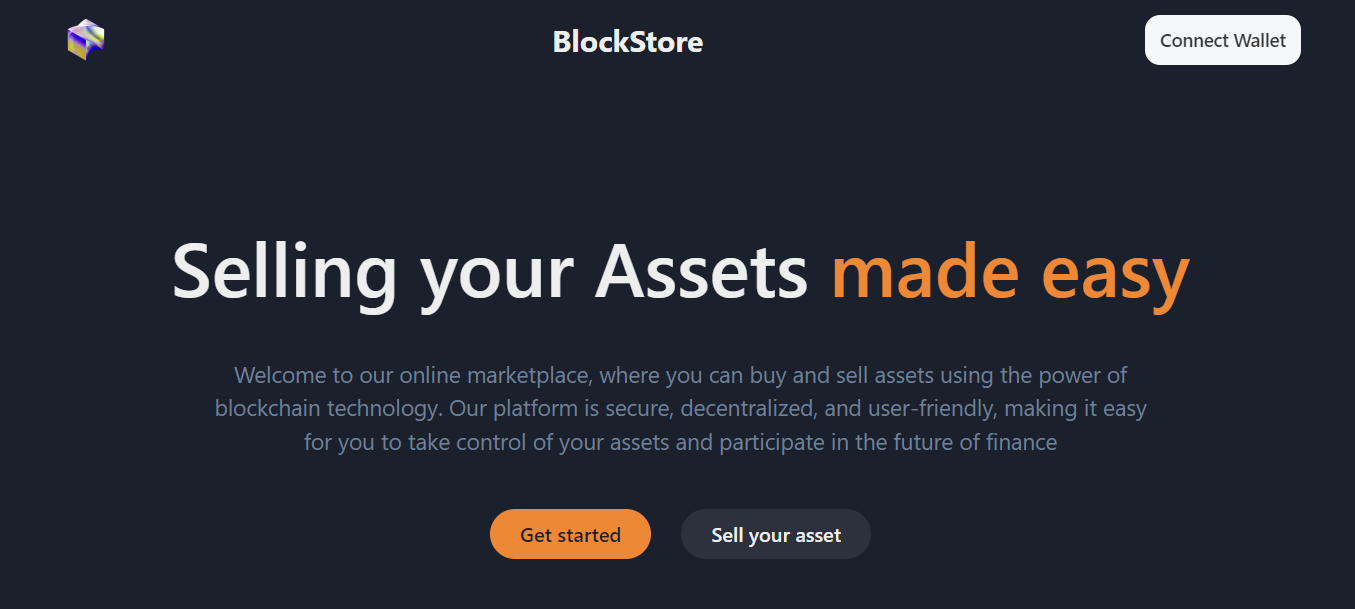 BlockStore
Connect Wallet
Selling your Assets made easy
Welcome to our online marketplace, where you can buy and sell assets using the power of
blockchain technology. Our platform is secure, decentralized, and user-friendly, making it easy
for you to take control of your assets and participate in the future of finance
Get started
Sell your asset